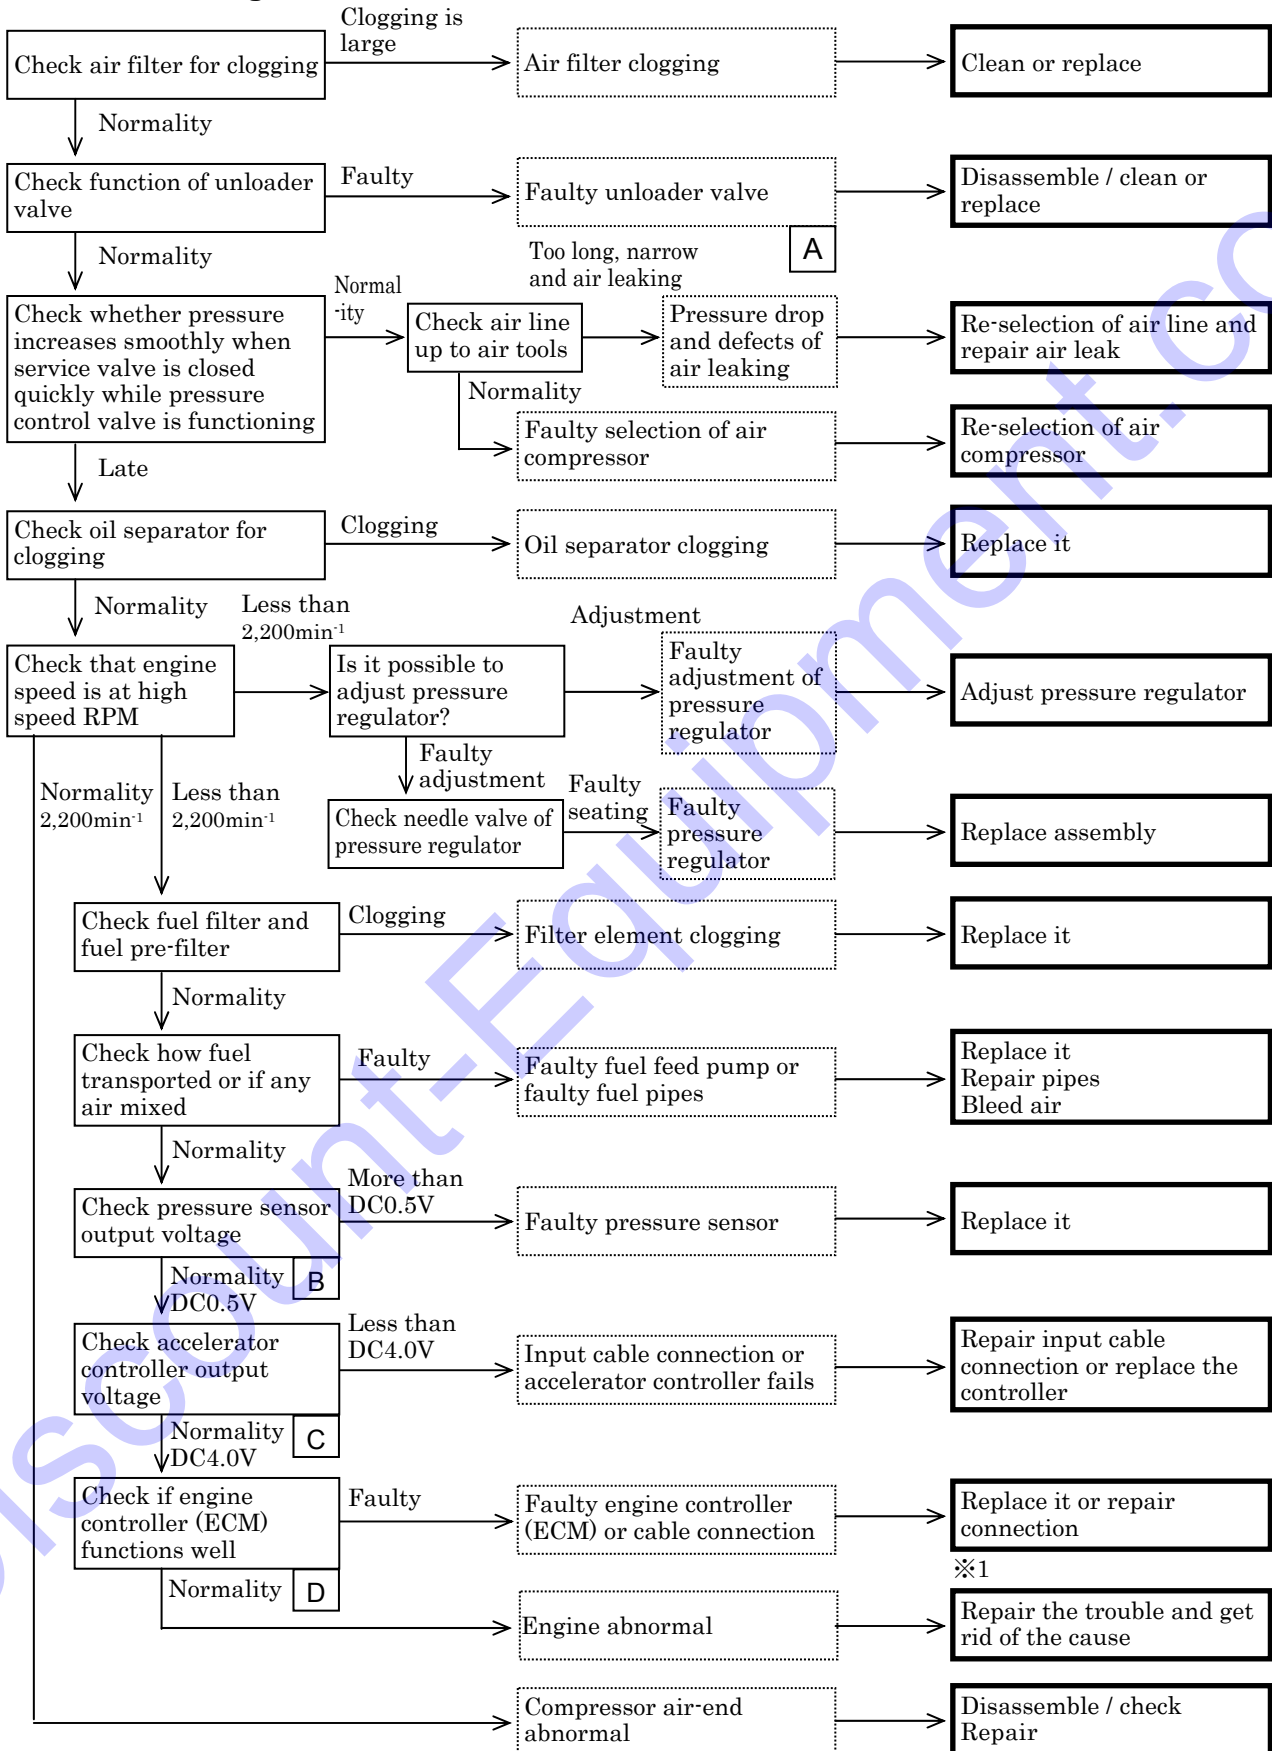 Clogging is
large
Check air filter for clogging
Air filter clogging
Clean or replace
Normality
Check function of unloader
valve
Faulty
Faulty unloader valve
Disassemble / clean or
replace
A
Normality
Too long, narrow
and air leaking
Check whether pressure
increases smoothly when
service valve is closed
quickly while pressure
control valve is functioning
Normal
-ity
Check air line
up to air tools
Pressure drop
and defects of
air leaking
Re-selection of air line and
repair air leak
Normality
Faulty selection of air
compressor
Re-selection of air
compressor
Late
Check oil separator for
clogging
Clogging
Oil separator clogging
Replace it
Normality
Less than
2,200min-1
Adjustment
Check that engine
speed is at high
speed RPM
Is it possible to
adjust pressure
regulator?
Faulty
adjustment of
pressure
regulator
Adjust pressure regulator
Faulty
adjustment
Normality
2,200min-1
Less than
2,200min-1
Check needle valve of
pressure regulator
Faulty
seating
Faulty
pressure
regulator
Replace assembly
Check fuel filter and
fuel pre-filter
Clogging
Filter element clogging
Replace it
Normality
Check how fuel
transported or if any
air mixed
Faulty
Faulty fuel feed pump or
faulty fuel pipes
Replace it
Repair pipes
Bleed air
Normality
Check pressure sensor
output voltage
More than
DC0.5V
Faulty pressure sensor
Replace it
Normality
DC0.5V
B
Check accelerator
controller output
voltage
Less than
DC4.0V
Input cable connection or
accelerator controller fails
Repair input cable
connection or replace the
controller
Normality
DC4.0V
C
Check if engine
controller (ECM)
functions well
Faulty
Faulty engine controller
(ECM) or cable connection
Replace it or repair
connection
※1
Normality
D
Engine abnormal
Repair the trouble and get
rid of the cause
Compressor air-end
abnormal
Disassemble / check
Repair
iscount-Equipment.co